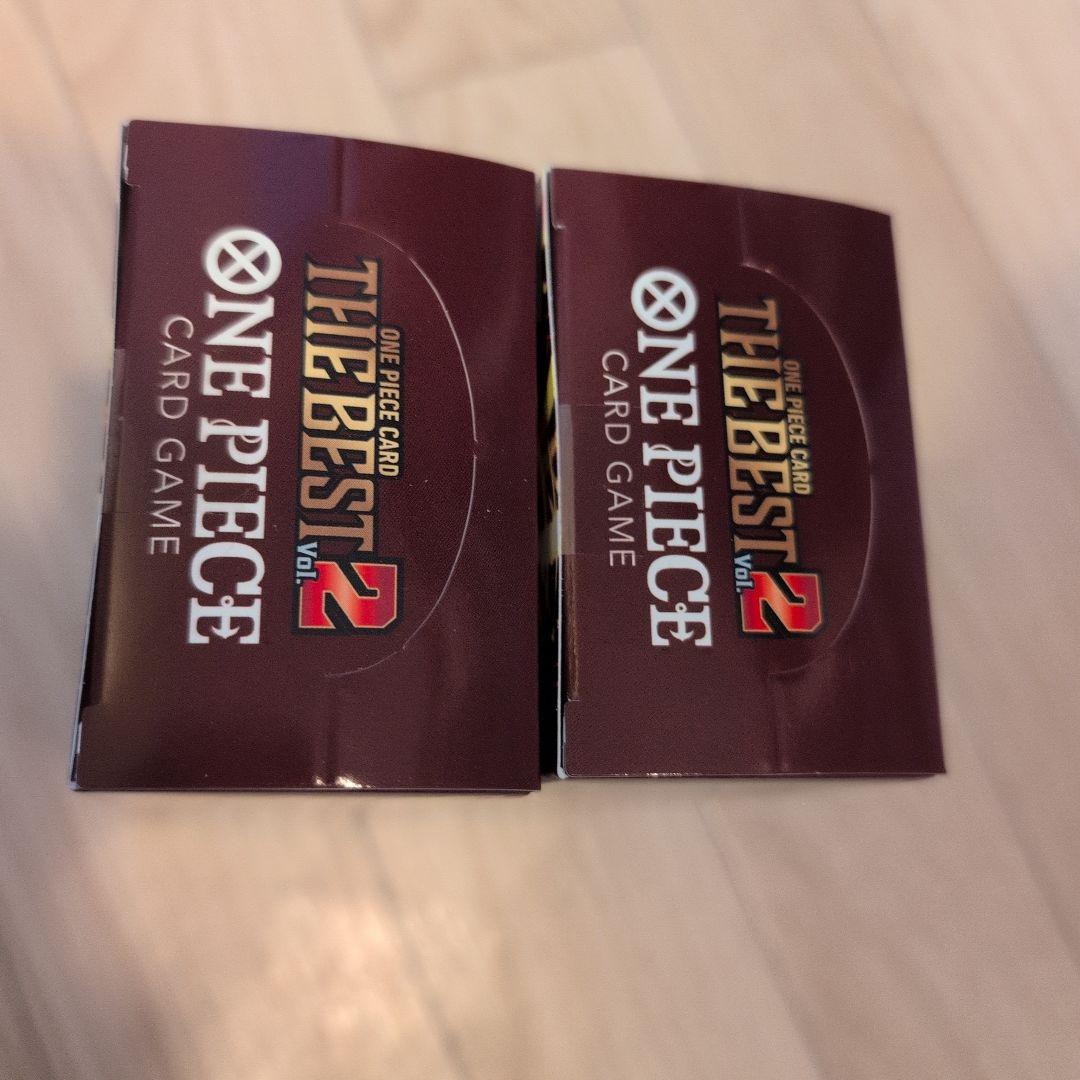 ONE PIECE CARD
THE BEST
Vol. 2
ONE PIECE
CARD GAME
ONE PIECE CARD
THE BEST
Vol. 2
ONE PIECE
CARD GAME